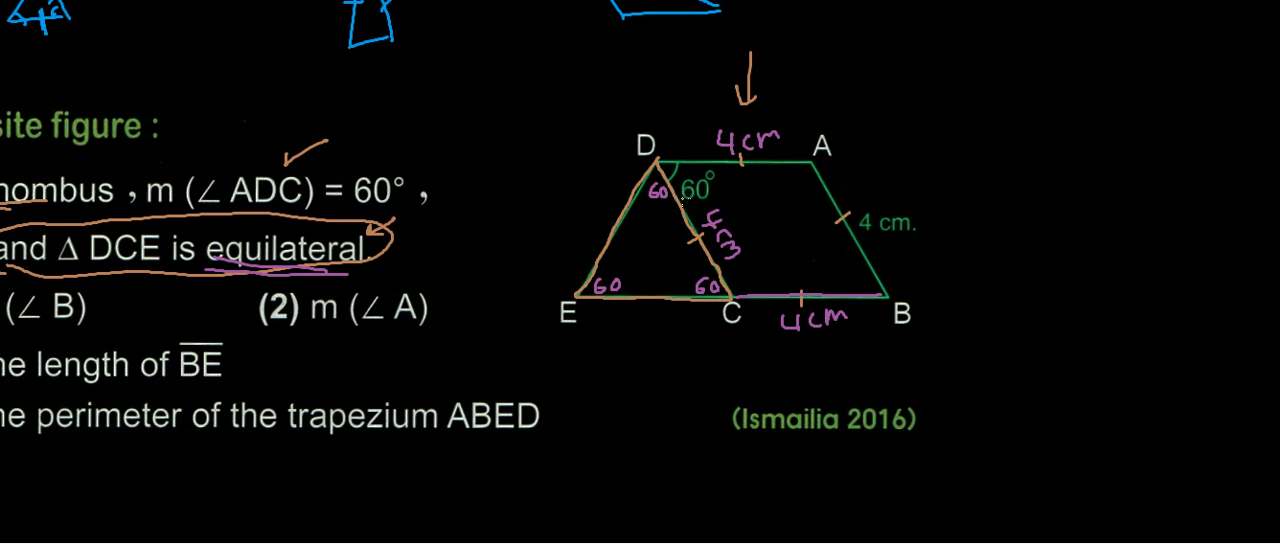 site figure :
D
4cm
A
hombus , m (∠ ADC) = 60° ,
60
60°
4cm
4 cm.
and Δ DCE is equilateral.
60
60
(∠ B)
(2) m (∠ A)
E
C
4cm
B
he length of BE
he perimeter of the trapezium ABED
(Ismailia 2016)